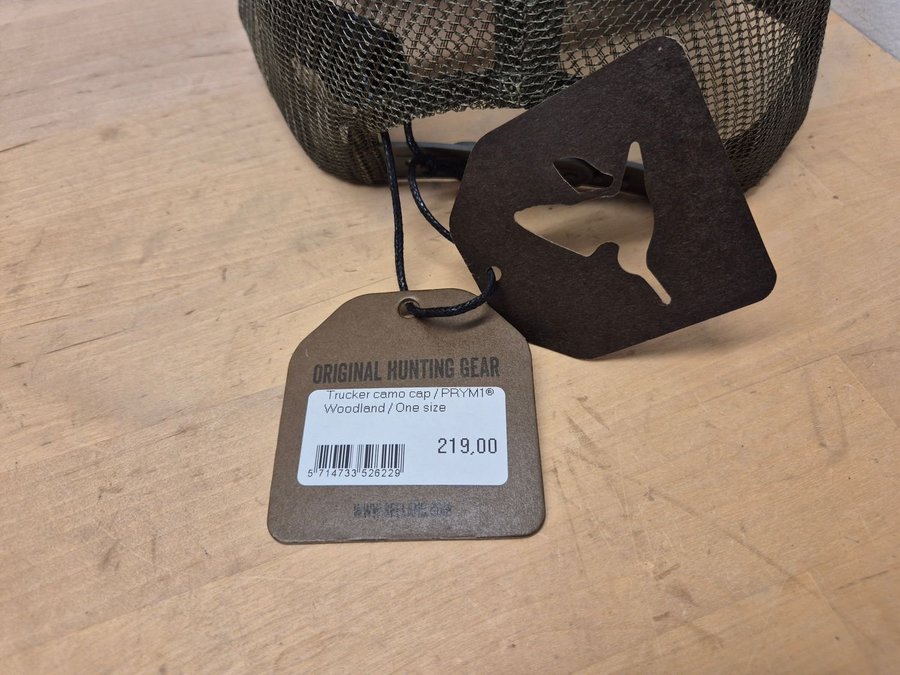 ORIGINAL HUNTING GEAR
Trucker camo cap / PRYM1®
Woodland / One size
219,00
5 714733 526229